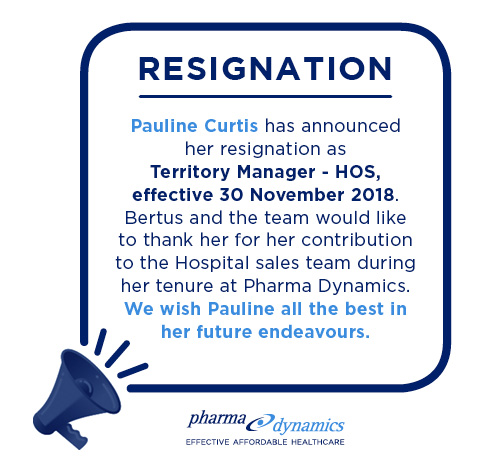 RESIGNATION
Pauline Curtis has announced
her resignation as
Territory Manager - HOS,
effective 30 November 2018.
Bertus and the team would like
to thank her for her contribution
to the Hospital sales team during
her tenure at Pharma Dynamics.
We wish Pauline all the best in
her future endeavours.
pharma dynamics
EFFECTIVE AFFORDABLE HEALTHCARE